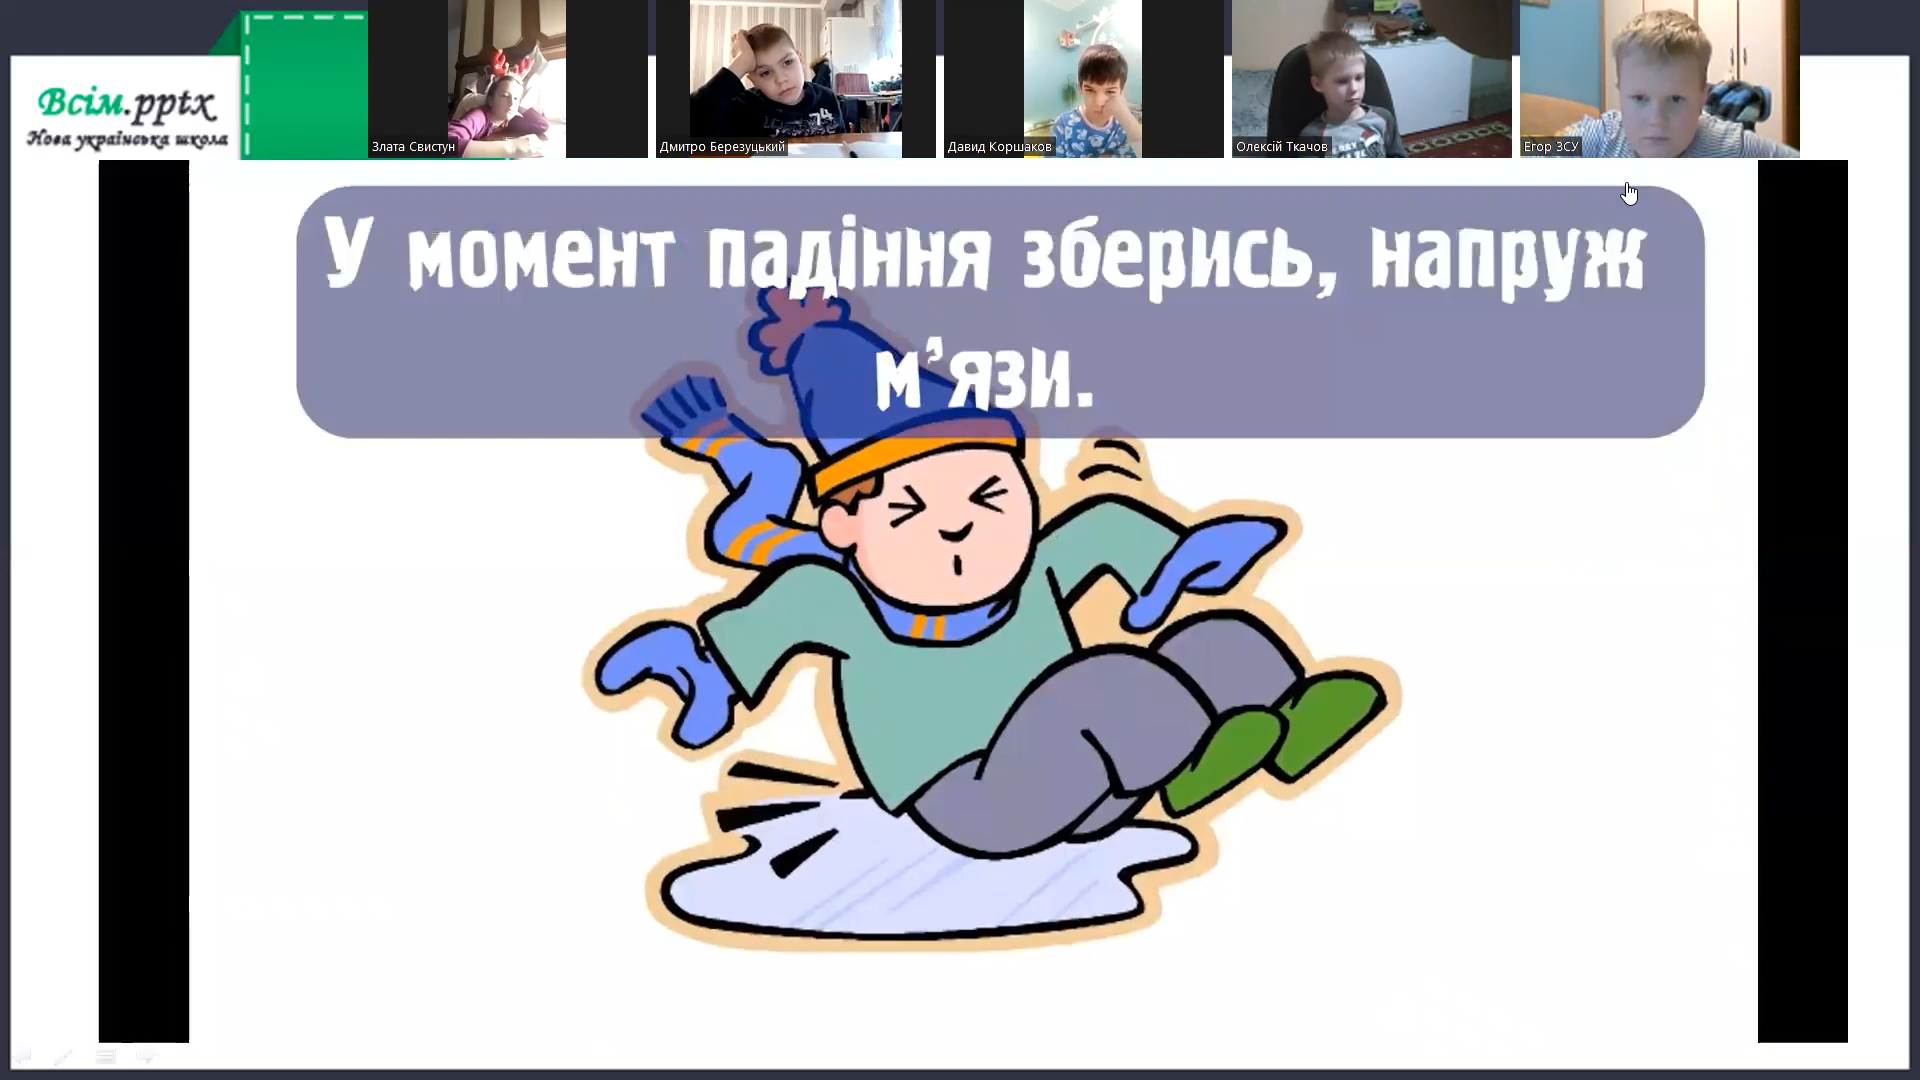 Всім.pptx
Нова українська школа
Злата Свистун
Дмитро Березуцький
Давид Коршаков
Олексій Ткачов
Егор ЗСУ
У момент падіння зберись, напруж
м’язи.